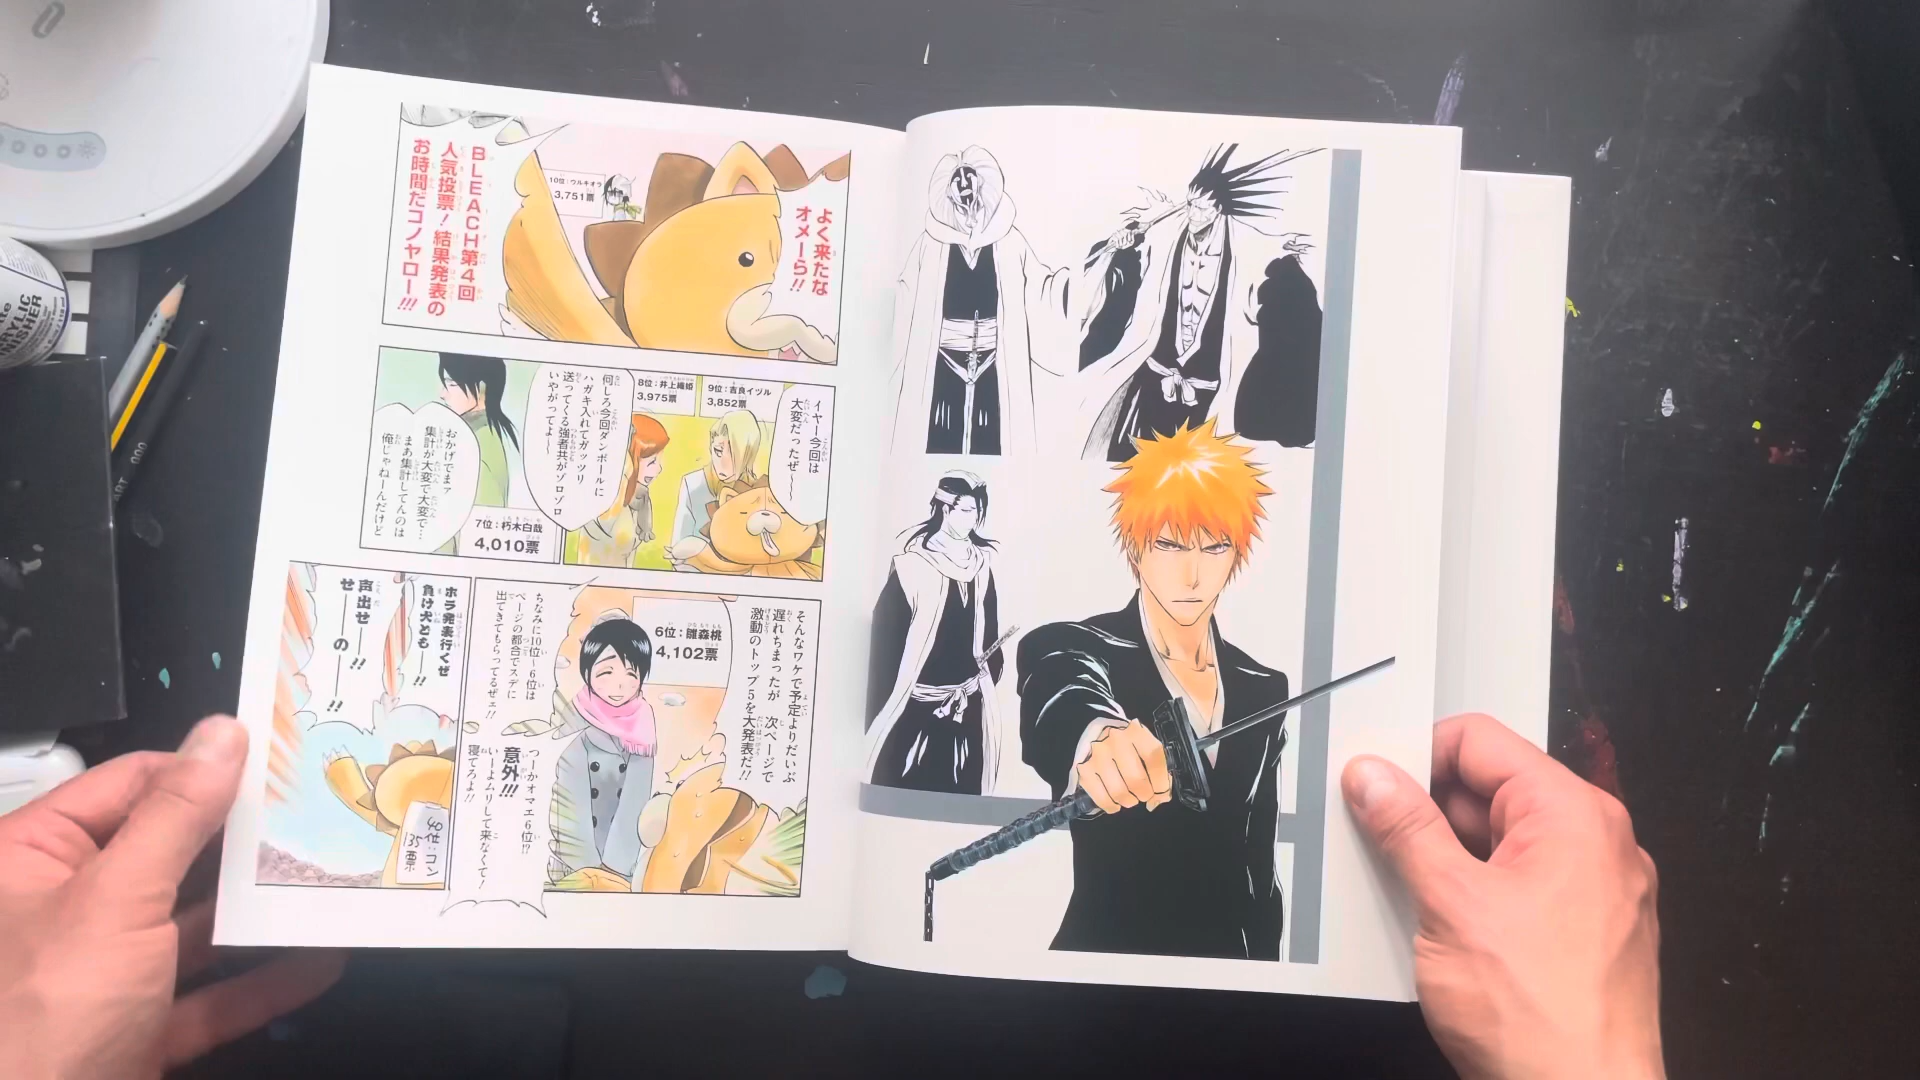 よく来たな
オメーら!!
10位:ウルキオラ
3,751票
BLEACH第4回
人気投票!結果発表の
お時間だコノヤロー!!!
イヤー今回は
大変だったぜ〜〜〜
9位:吉良イヅル
3,852票
8位:井上織姫
3,975票
何しろ今回ダンボールに
ハガキ入れてガッツリ
送ってくる強者共がゾロゾロ
いやがってよ〜
7位:朽木白哉
4,010票
おかげでまァ
集計が大変で大変で…
まあ集計してんのは
俺じゃねーんだけど
そんなワケで予定よりだいぶ
遅れちまったが 次ページで
激動のトップ5を大発表だ!!
6位:雛森桃
4,102票
ちなみに10位〜6位は
ページの都合でスデに
出てきてもらってるぜェ!!
つーかオマエ6位!?
意外!!!
いーよムリして来なくて!
寝てろよ!!
ホラ発表行くぜ
負け犬ども——!!
声出せ——!!
せ——の——!!
40位:コン
135票
ART
000
ACRYLIC